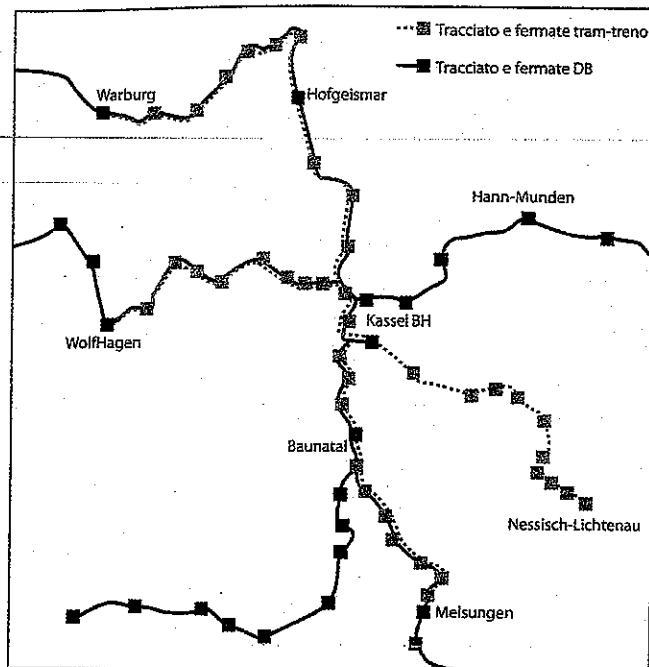 Tracciato e fermate tram-treno
Tracciato e fermate DB
Warburg
Hofgeismar
Hann-Munden
WolfHagen
Kassel BH
Baunatal
Nessisch-Lichtenau
Melsungen